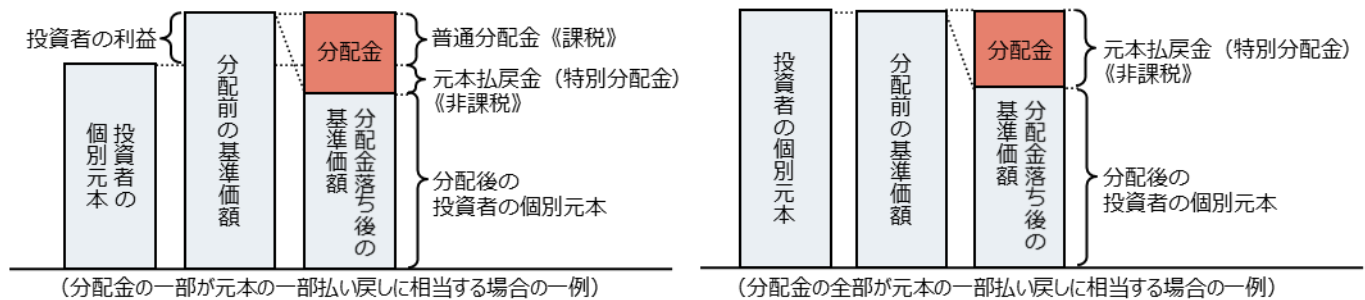 投資者の利益
投資者の
個別元本
分配前の基準価額
分配金
分配金落ち後の
基準価額
普通分配金《課税》
元本払戻金（特別分配金）
《非課税》
分配後の
投資者の個別元本
（分配金の一部が元本の一部払い戻しに相当する場合の一例）
投資者の個別元本
分配前の基準価額
分配金
分配金落ち後の
基準価額
元本払戻金（特別分配金）
《非課税》
分配後の
投資者の個別元本
（分配金の全部が元本の一部払い戻しに相当する場合の一例）